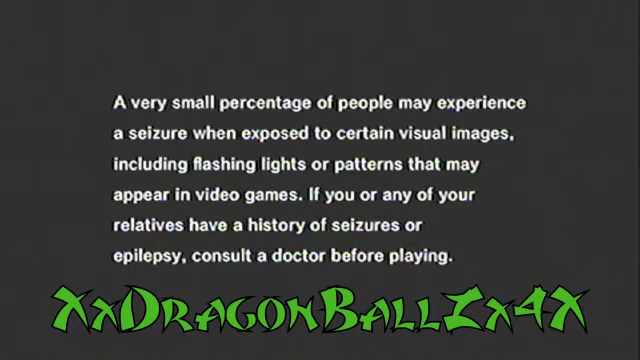 A very small percentage of people may experience
a seizure when exposed to certain visual images,
including flashing lights or patterns that may
appear in video games. If you or any of your
relatives have a history of seizures or
epilepsy, consult a doctor before playing.
XxDragonBallZx4X